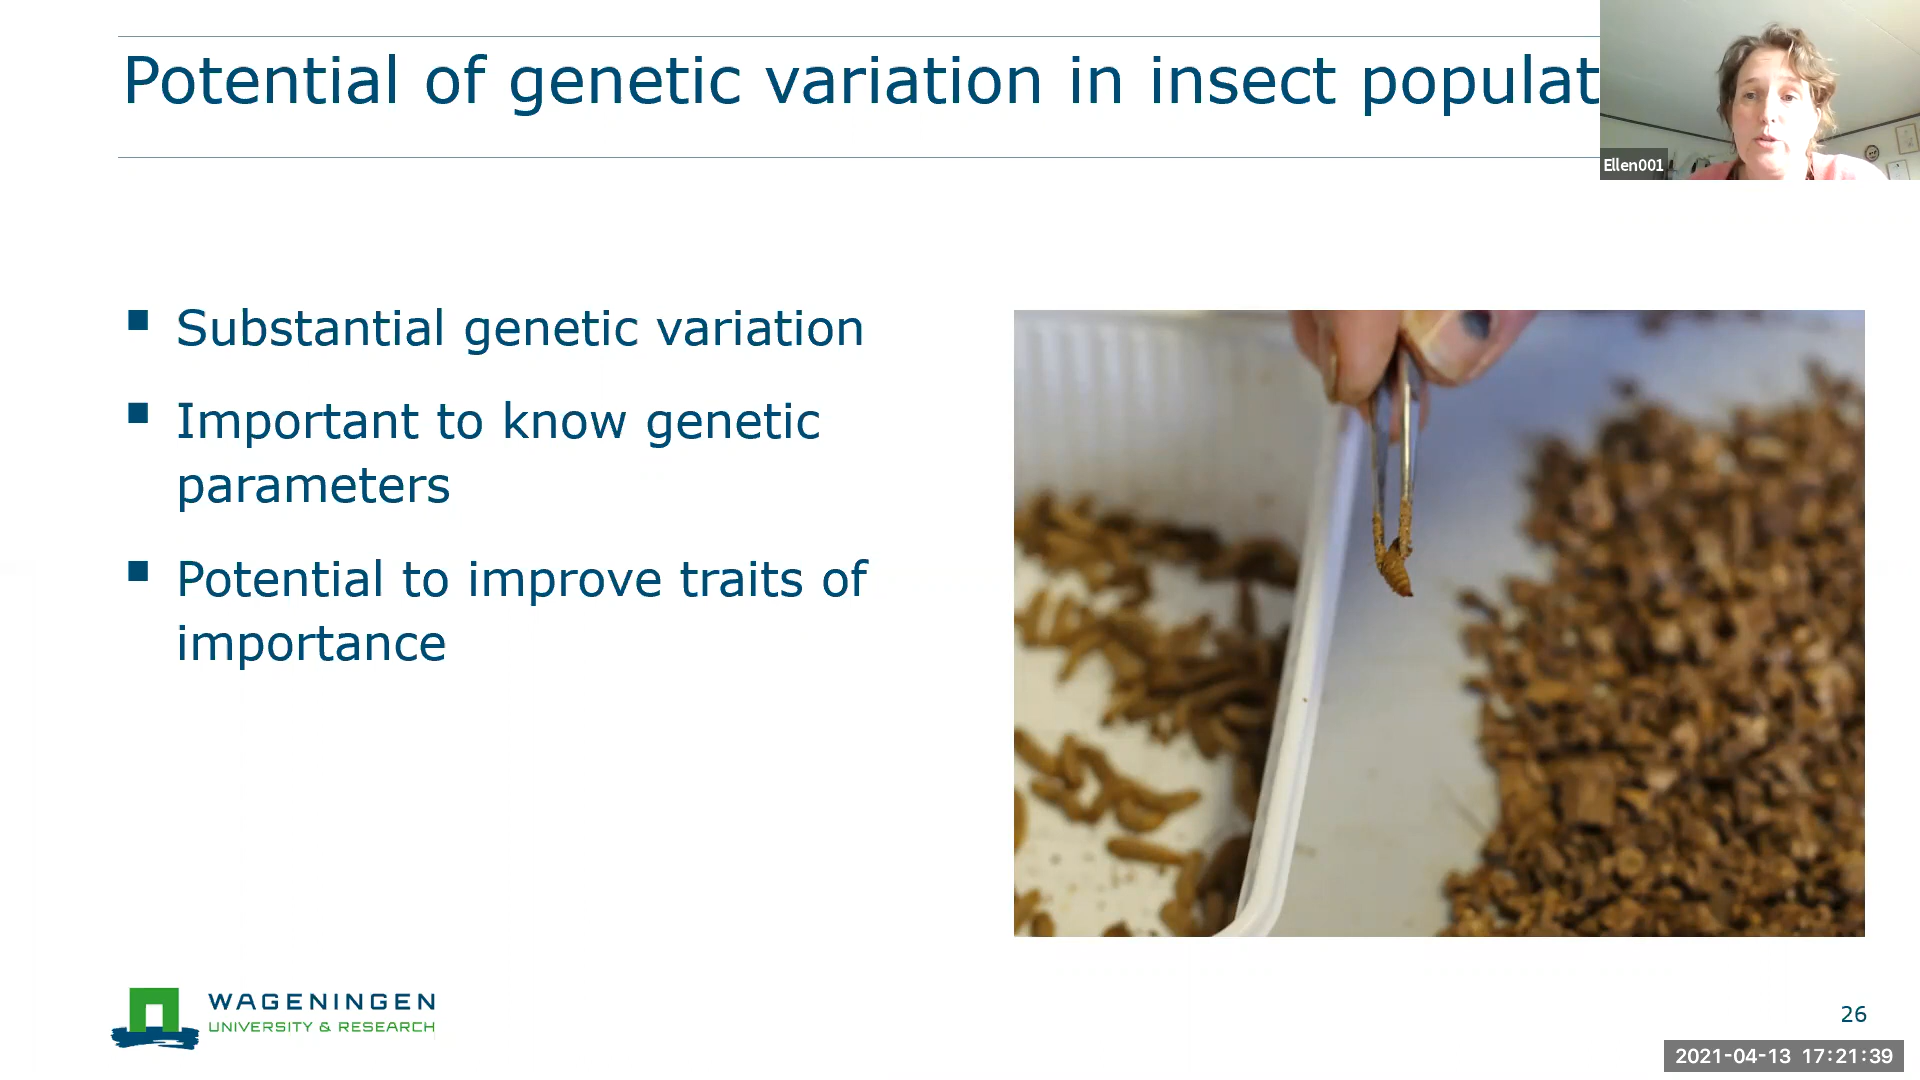 Potential of genetic variation in insect populat
Ellen001
▪ Substantial genetic variation
▪ Important to know genetic
parameters
▪ Potential to improve traits of
importance
WAGENINGEN
UNIVERSITY & RESEARCH
26
2021-04-13 17:21:39